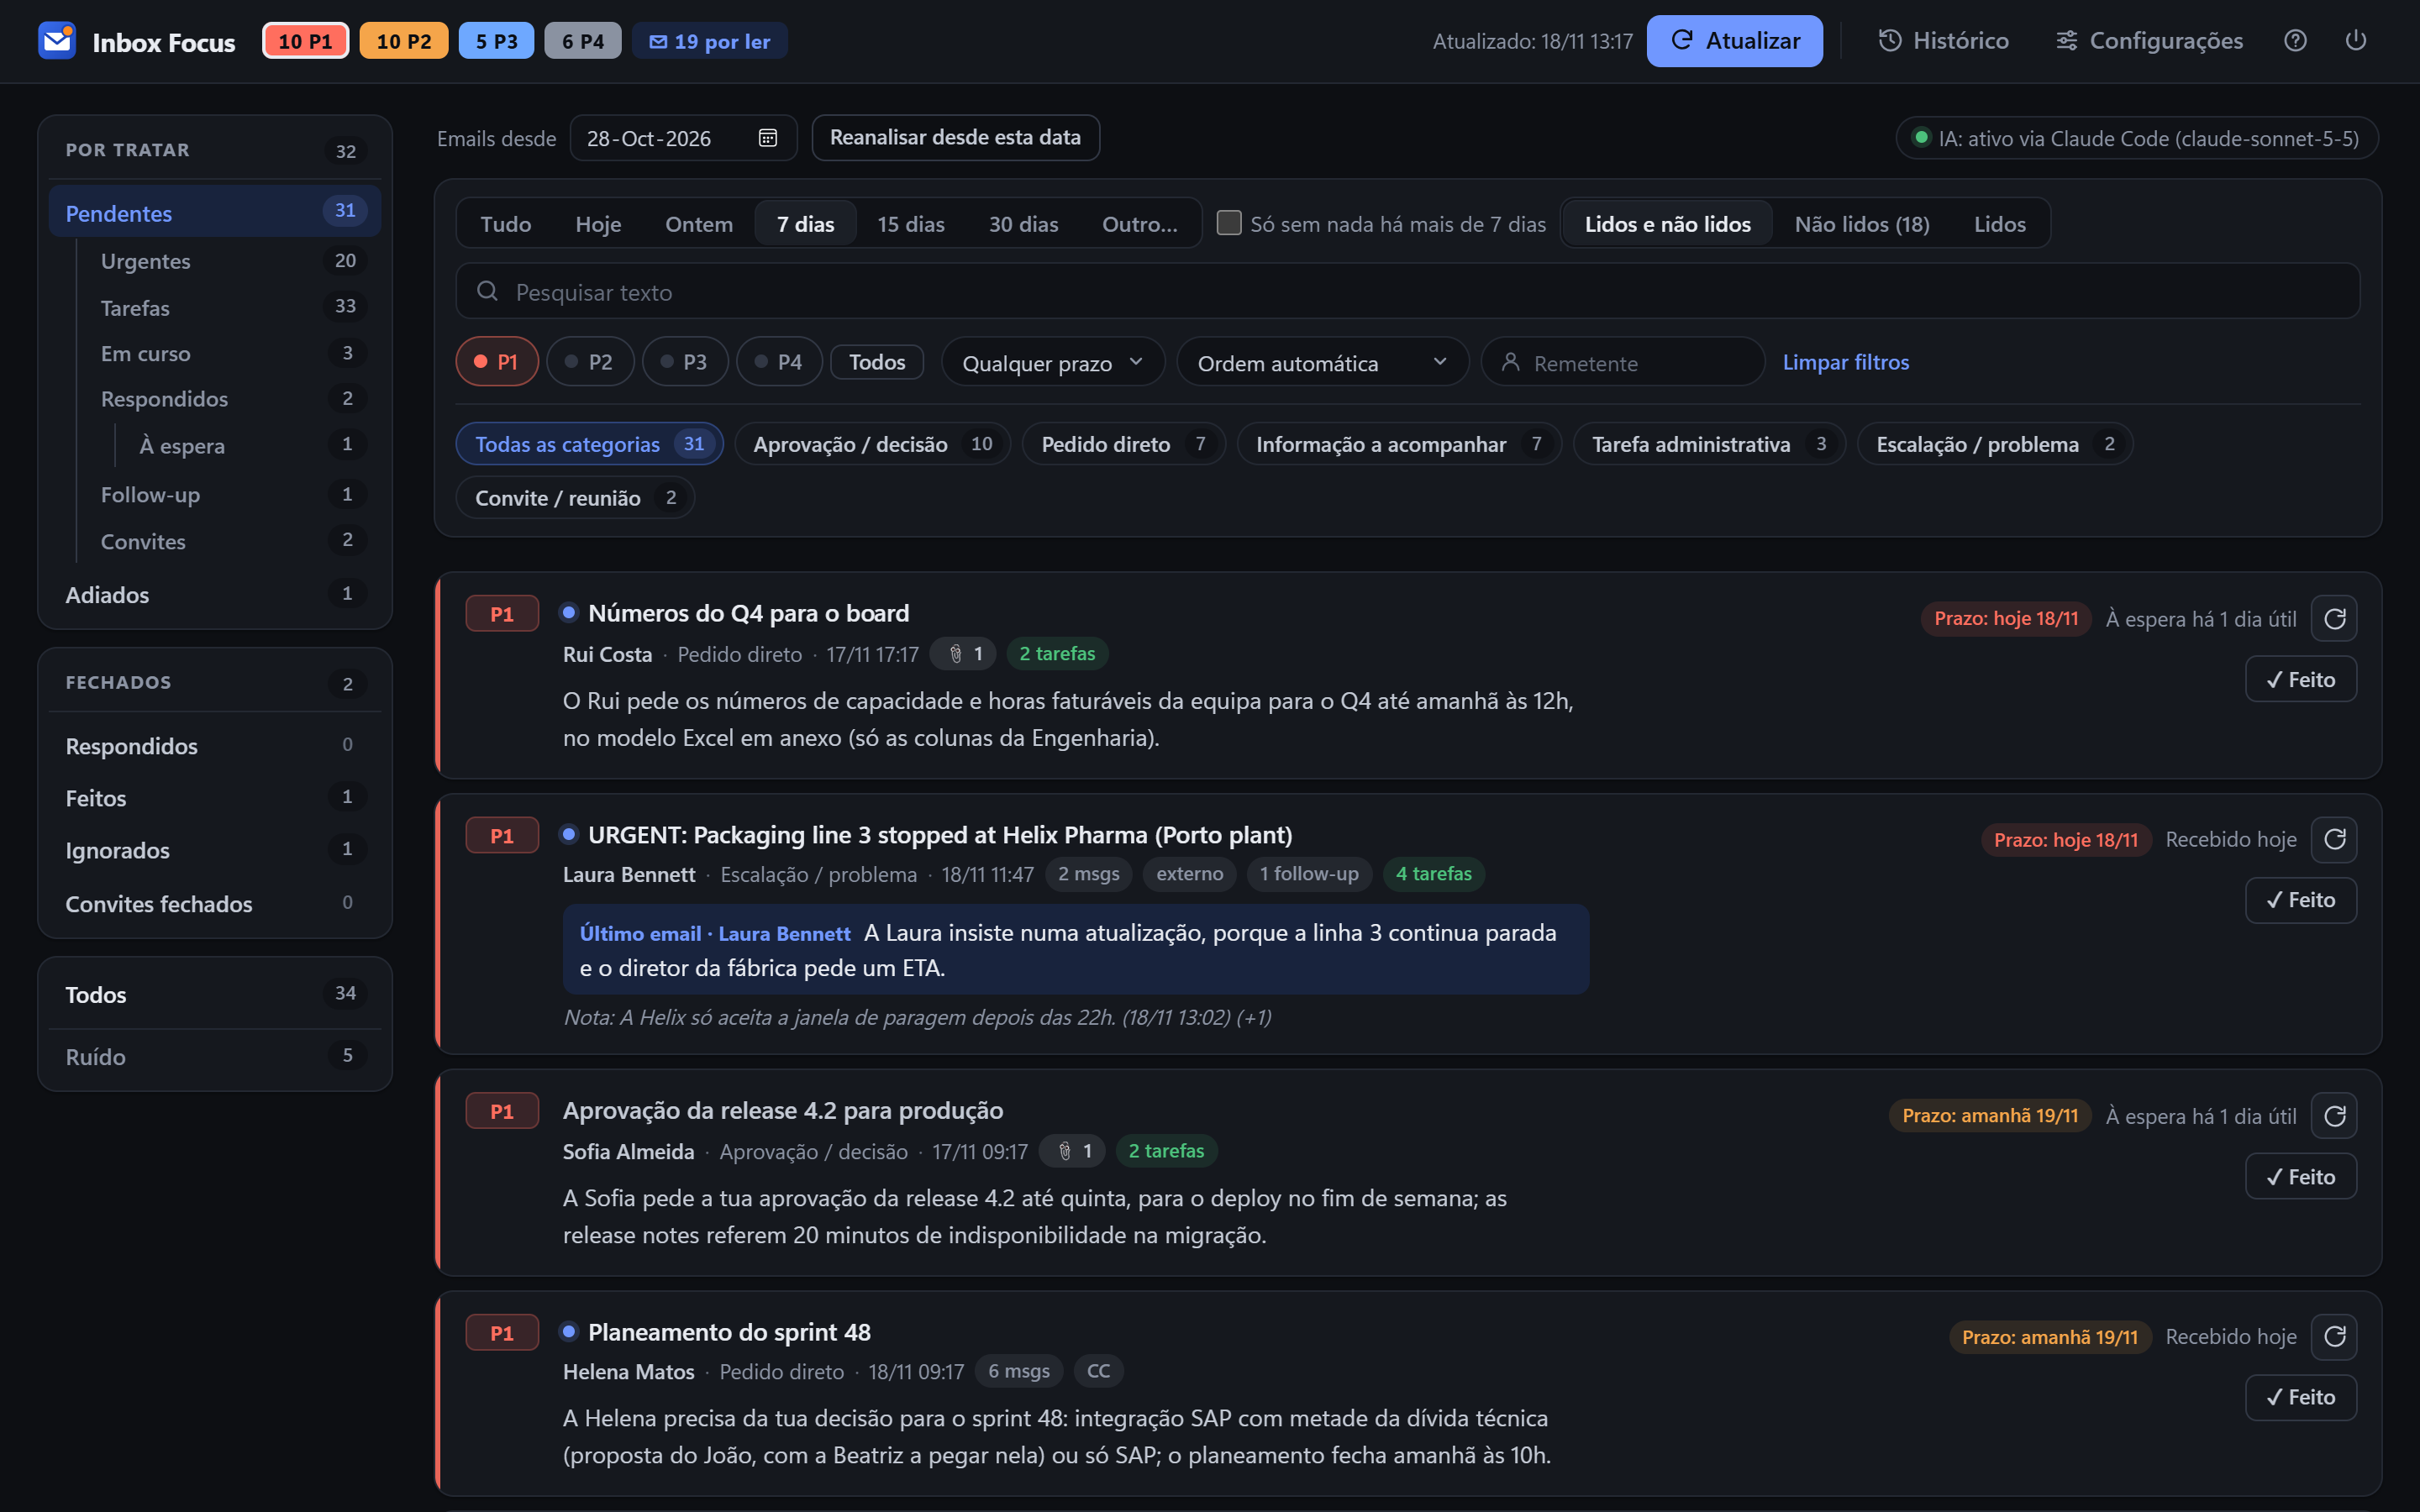 Inbox Focus 10 P1 10 P2 5 P3 6 P4 19 por ler Atualizado: 18/11 13:17 Atualizar Histórico Configurações
POR TRATAR 32
Pendentes 31
Urgentes 20
Tarefas 33
Em curso 3
Respondidos 2
À espera 1
Follow-up 1
Convites 2
Adiados 1
FECHADOS 2
Respondidos 0
Feitos 1
Ignorados 1
Convites fechados 0
Todos 34
Ruído 5
Emails desde 28-Oct-2026 Reanalisar desde esta data IA: ativo via Claude Code (claude-sonnet-5-5)
Tudo Hoje Ontem 7 dias 15 dias 30 dias Outro... Só sem nada há mais de 7 dias Lidos e não lidos Não lidos (18) Lidos
Pesquisar texto
P1 P2 P3 P4 Todos Qualquer prazo Ordem automática Remetente Limpar filtros
Todas as categorias 31 Aprovação / decisão 10 Pedido direto 7 Informação a acompanhar 7 Tarefa administrativa 3 Escalação / problema 2
Convite / reunião 2
P1 Números do Q4 para o board Prazo: hoje 18/11 À espera há 1 dia útil
Rui Costa · Pedido direto · 17/11 17:17 1 2 tarefas
✓ Feito
O Rui pede os números de capacidade e horas faturáveis da equipa para o Q4 até amanhã às 12h,
no modelo Excel em anexo (só as colunas da Engenharia).
P1 URGENT: Packaging line 3 stopped at Helix Pharma (Porto plant) Prazo: hoje 18/11 Recebido hoje
Laura Bennett · Escalação / problema · 18/11 11:47 2 msgs externo 1 follow-up 4 tarefas
✓ Feito
Último email · Laura Bennett A Laura insiste numa atualização, porque a linha 3 continua parada
e o diretor da fábrica pede um ETA.
Nota: A Helix só aceita a janela de paragem depois das 22h. (18/11 13:02) (+1)
P1 Aprovação da release 4.2 para produção Prazo: amanhã 19/11 À espera há 1 dia útil
Sofia Almeida · Aprovação / decisão · 17/11 09:17 1 2 tarefas
✓ Feito
A Sofia pede a tua aprovação da release 4.2 até quinta, para o deploy no fim de semana; as
release notes referem 20 minutos de indisponibilidade na migração.
P1 Planeamento do sprint 48 Prazo: amanhã 19/11 Recebido hoje
Helena Matos · Pedido direto · 18/11 09:17 6 msgs CC
✓ Feito
A Helena precisa da tua decisão para o sprint 48: integração SAP com metade da dívida técnica
(proposta do João, com a Beatriz a pegar nela) ou só SAP; o planeamento fecha amanhã às 10h.